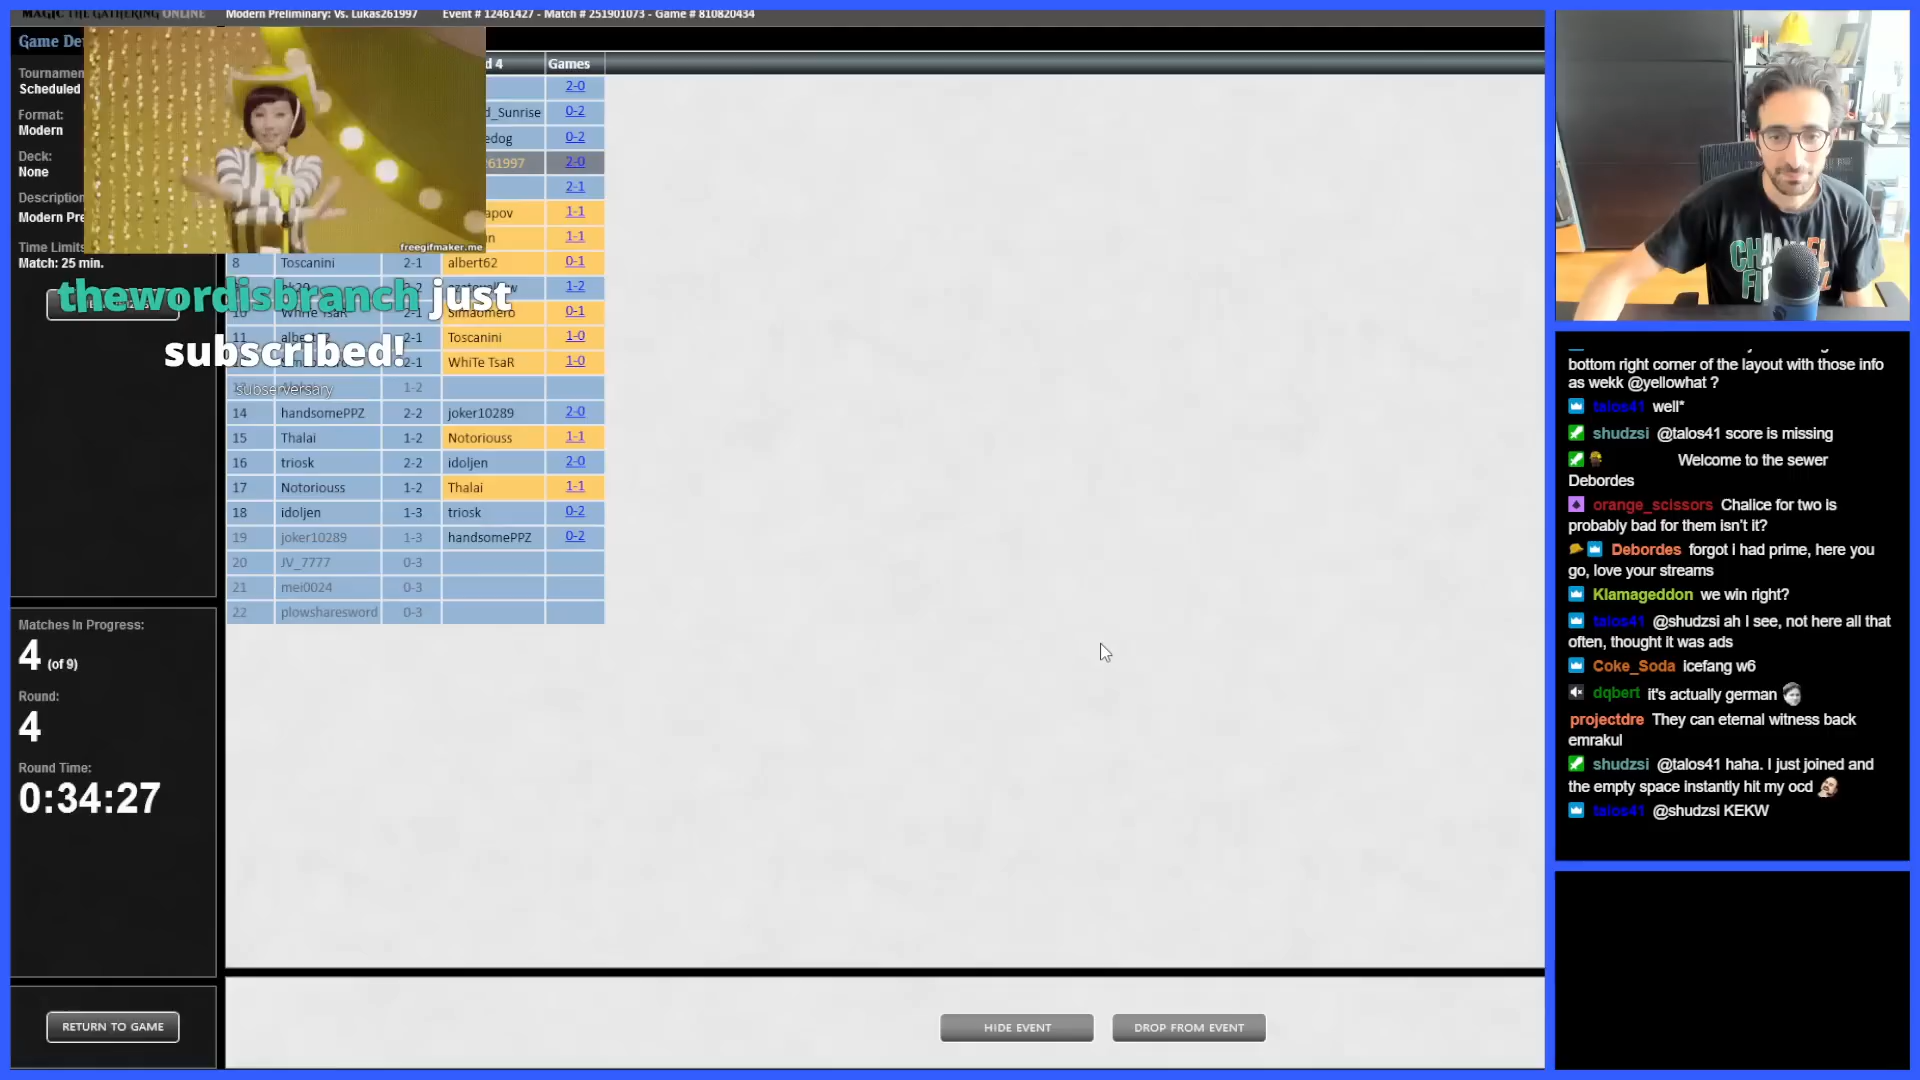 MAGIC THE GATHERING ONLINE Modern Preliminary: Vs. Lukas261997 Event # 12461427 - Match # 251901073 - Game # 810820434
Game De
Tournamen
Scheduled
Format:
Modern
Deck:
None
Description
Modern Pre
Time Limits
Match: 25 min.
freegifmaker.me
thewordisbranch just
subscribed!
subserversary
d 4 Games
2-0
d_Sunrise 0-2
edog 0-2
261997 2-0
2-1
apov 1-1
n 1-1
8 Toscanini 2-1 albert62 0-1
1-2
WhiTe TsaR 2-1 Simaomero 0-1
11 2-1 Toscanini 1-0
2-1 WhiTe TsaR 1-0
1-2
14 handsomePPZ 2-2 joker10289 2-0
15 Thalai 1-2 Notoriouss 1-1
16 triosk 2-2 idoljen 2-0
17 Notoriouss 1-2 Thalai 1-1
18 idoljen 1-3 triosk 0-2
19 joker10289 1-3 handsomePPZ 0-2
20 JV_7777 0-3
21 mei0024 0-3
22 plowsharesword 0-3
Matches In Progress:
4 (of 9)
Round:
4
Round Time:
0:34:27
RETURN TO GAME
HIDE EVENT DROP FROM EVENT
bottom right corner of the layout with those info
as wekk @yellowhat ?
talos41 well*
shudzsi @talos41 score is missing
Welcome to the sewer
Debordes
orange_scissors Chalice for two is
probably bad for them isn't it?
Debordes forgot i had prime, here you
go, love your streams
Klamageddon we win right?
talos41 @shudzsi ah I see, not here all that
often, thought it was ads
Coke_Soda icefang w6
dqbert it's actually german
projectdre They can eternal witness back
emrakul
shudzsi @talos41 haha. I just joined and
the empty space instantly hit my ocd
talos41 @shudzsi KEKW